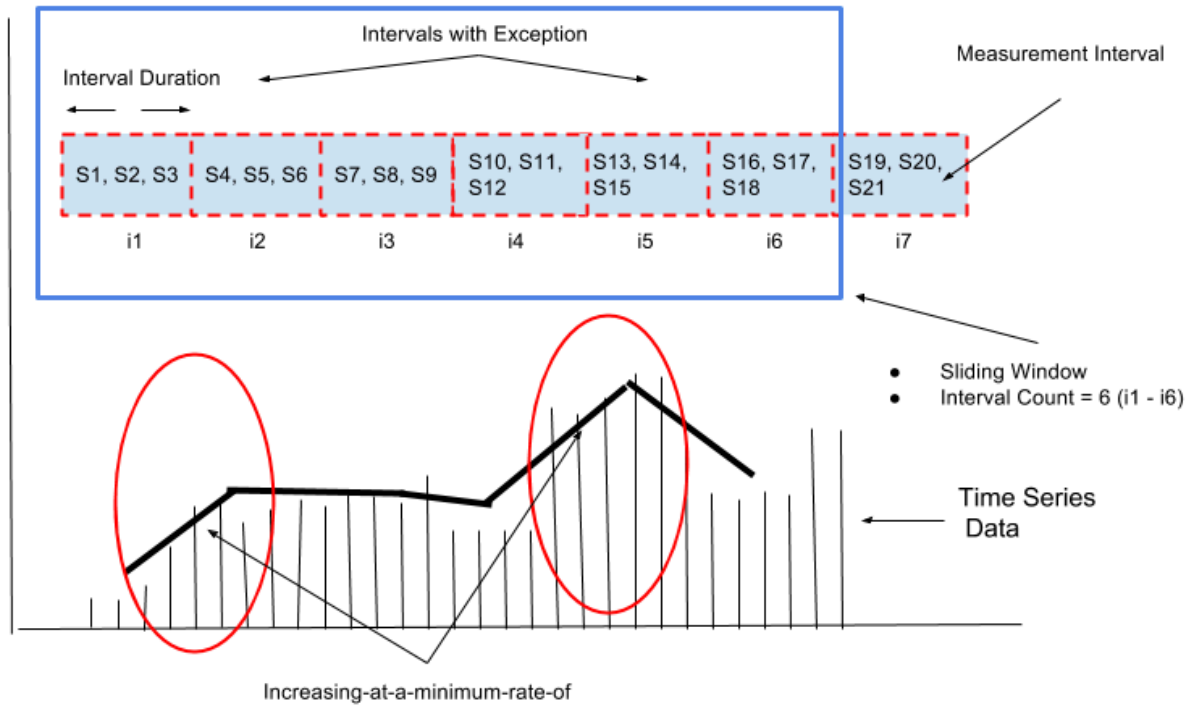 Intervals with Exception
Measurement Interval
Interval Duration
S1, S2, S3
S4, S5, S6
S7, S8, S9
S10, S11,
S12
S13, S14,
S15
S16, S17,
S18
S19, S20,
S21
i1
i2
i3
i4
i5
i6
i7
● Sliding Window
● Interval Count = 6 (i1 - i6)
Time Series
Data
Increasing-at-a-minimum-rate-of